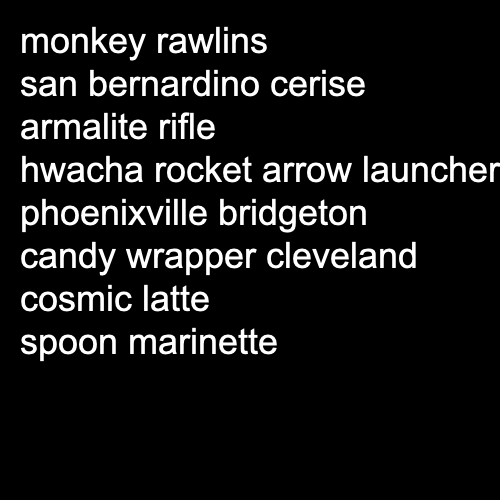 monkey rawlins
san bernardino cerise
armalite rifle
hwacha rocket arrow launcher
phoenixville bridgeton
candy wrapper cleveland
cosmic latte
spoon marinette